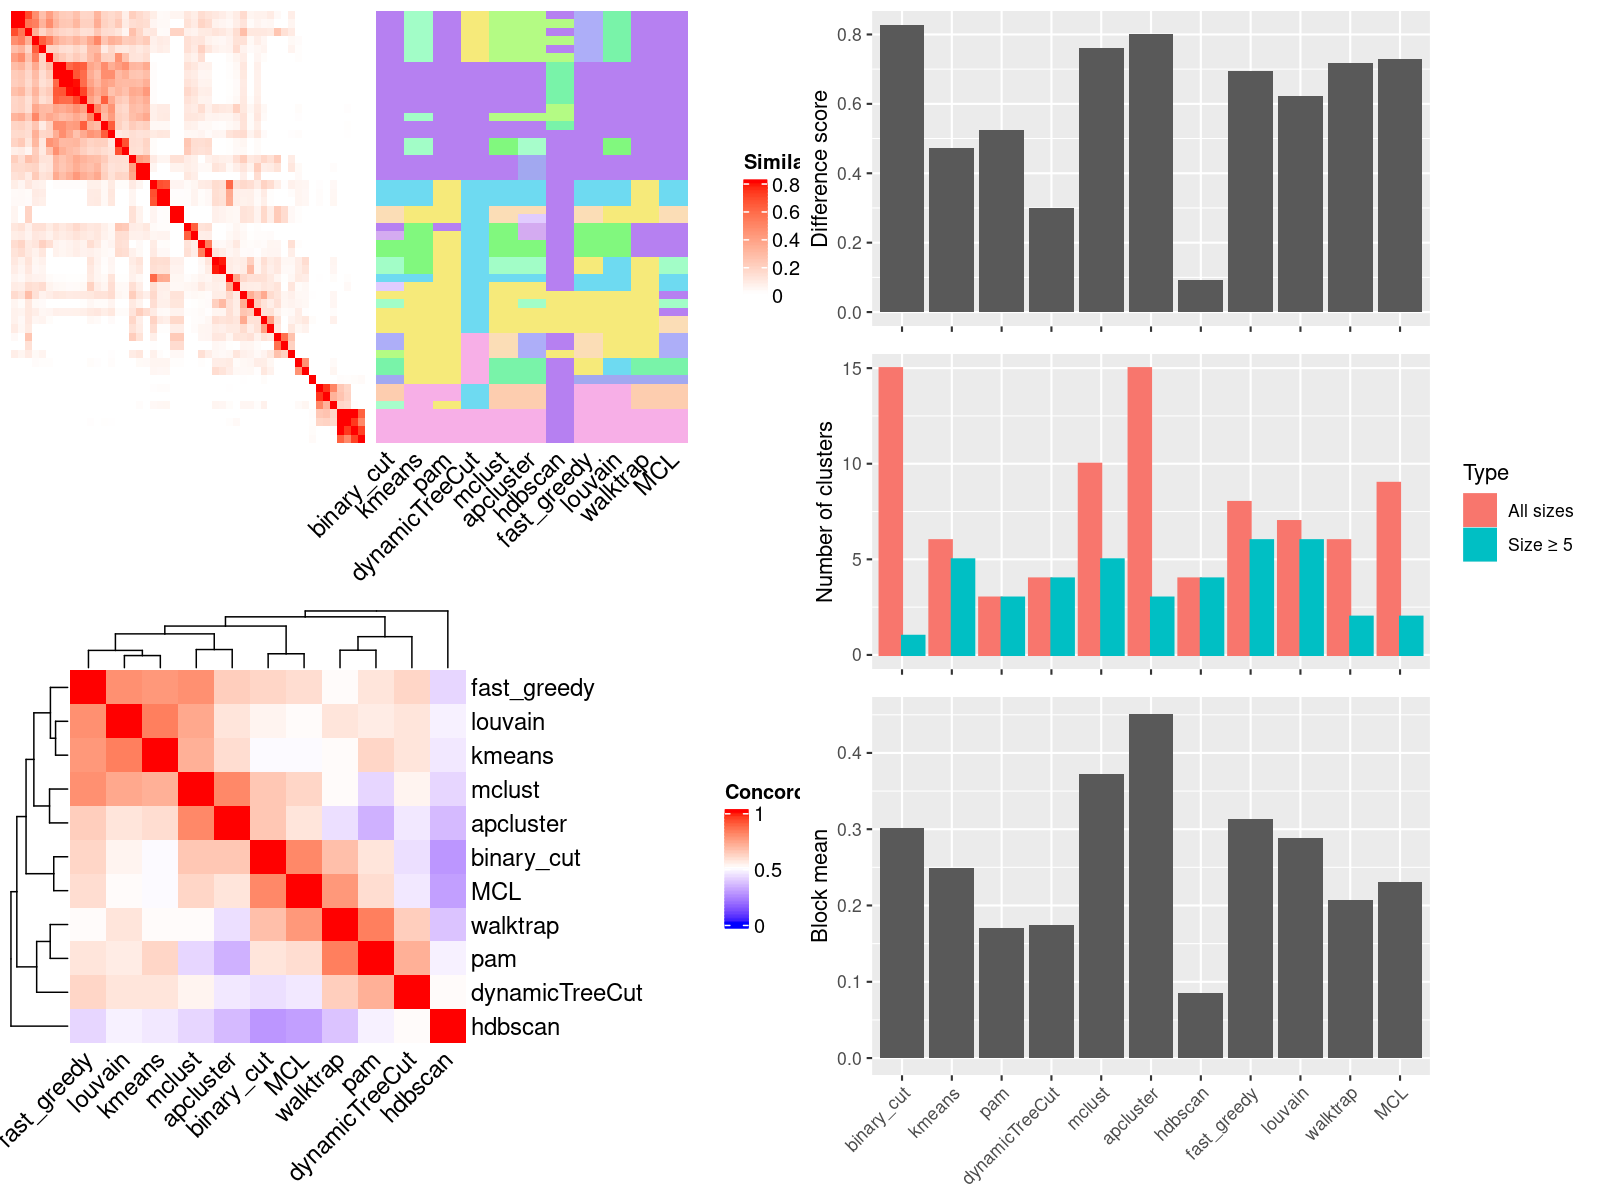 Simila
0.8
0.6
0.4
0.2
0
binary_cut
kmeans
pam
dynamicTreeCut
mclust
apcluster
hdbscan
fast_greedy
louvain
walktrap
MCL
fast_greedy
louvain
kmeans
mclust
apcluster
binary_cut
MCL
walktrap
pam
dynamicTreeCut
hdbscan
fast_greedy
louvain
kmeans
mclust
apcluster
binary_cut
MCL
walktrap
pam
dynamicTreeCut
hdbscan
Concord
1
0.5
0
Difference score
0.8
0.6
0.4
0.2
0.0
Number of clusters
15
10
5
0
Type
All sizes
Size ≥ 5
Block mean
0.4
0.3
0.2
0.1
0.0
binary_cut
kmeans
pam
dynamicTreeCut
mclust
apcluster
hdbscan
fast_greedy
louvain
walktrap
MCL